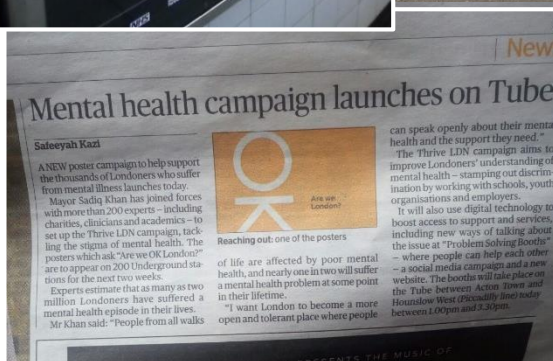 NHS
New
Mental health campaign launches on Tube
Safeeyah Kazi
A NEW poster campaign to help support
the thousands of Londoners who suffer
from mental illness launches today.
Mayor Sadiq Khan has joined forces
with more than 200 experts – including
charities, clinicians and academics – to
set up the Thrive LDN campaign, tack-
ling the stigma of mental health. The
posters which ask “Are we OK London?”
are to appear on 200 Underground sta-
tions for the next two weeks.
Experts estimate that as many as two
million Londoners have suffered a
mental health episode in their lives.
Mr Khan said: “People from all walks
OK
Are we
London?
Reaching out: one of the posters
of life are affected by poor mental
health, and nearly one in two will suffer
a mental health problem at some point
in their lifetime.
“I want London to become a more
open and tolerant place where people
can speak openly about their menta
health and the support they need.”
The Thrive LDN campaign aims to
improve Londoners’ understanding of
mental health – stamping out discrim-
ination by working with schools, youth
organisations and employers.
It will also use digital technology to
boost access to support and services,
including new ways of talking about
the issue at “Problem Solving Booths”
– where people can help each other
– a social media campaign and a new
website. The booths will take place on
the Tube between Acton Town and
Hounslow West (Piccadilly line) today
between 1.00pm and 3.30pm.
PRESENTS THE MUSIC OF